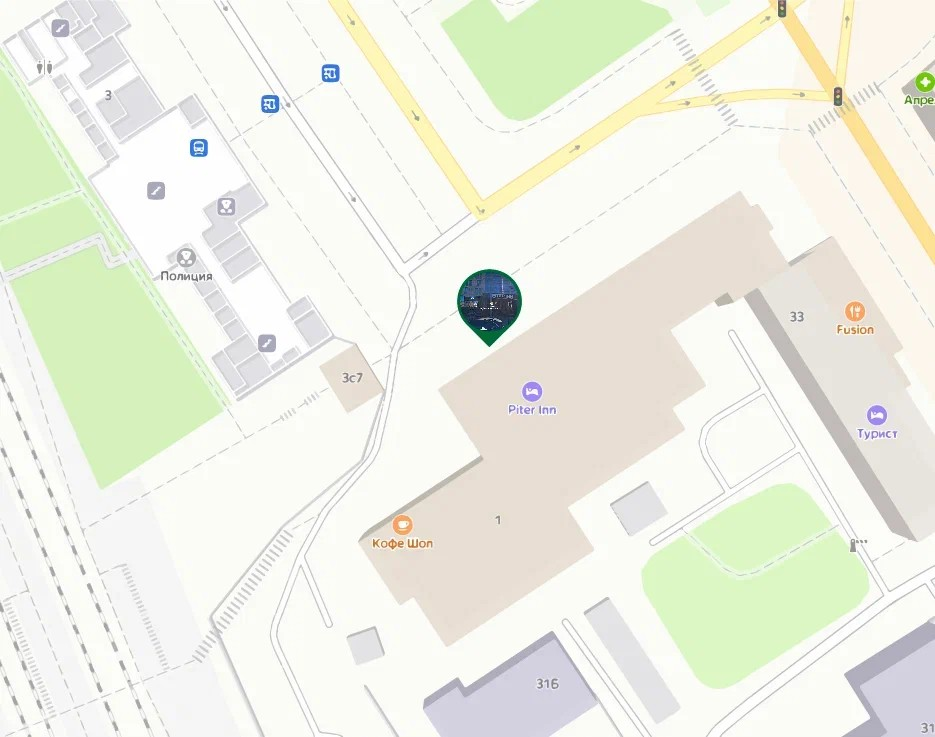 3
Апре
Полиция
33
Fusion
3с7
Piter Inn
Турист
1
Кофе Шоп
31б
31